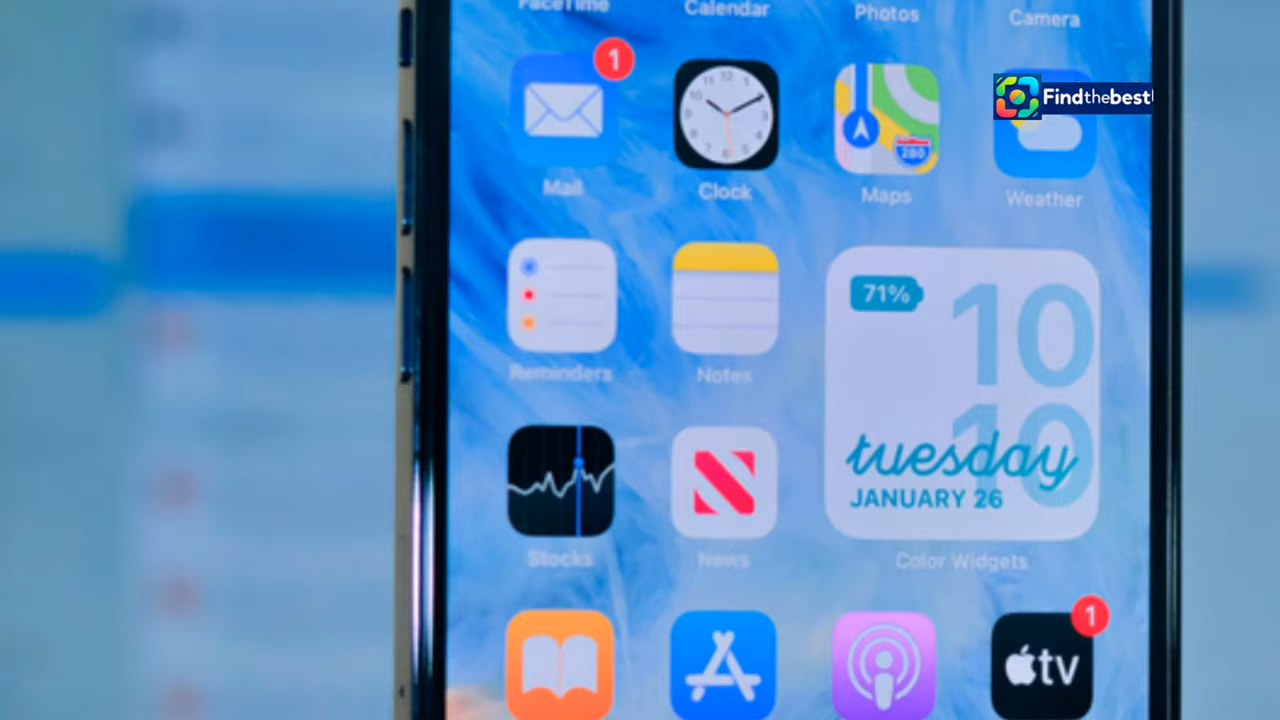 FaceTime
Calendar
Photos
Camera
1
12
Findthebest
280
Mail
Clock
Maps
Weather
71%
10
10
Reminders
Notes
tuesday
JANUARY 26
Stocks
News
Color Widgets
1
tv